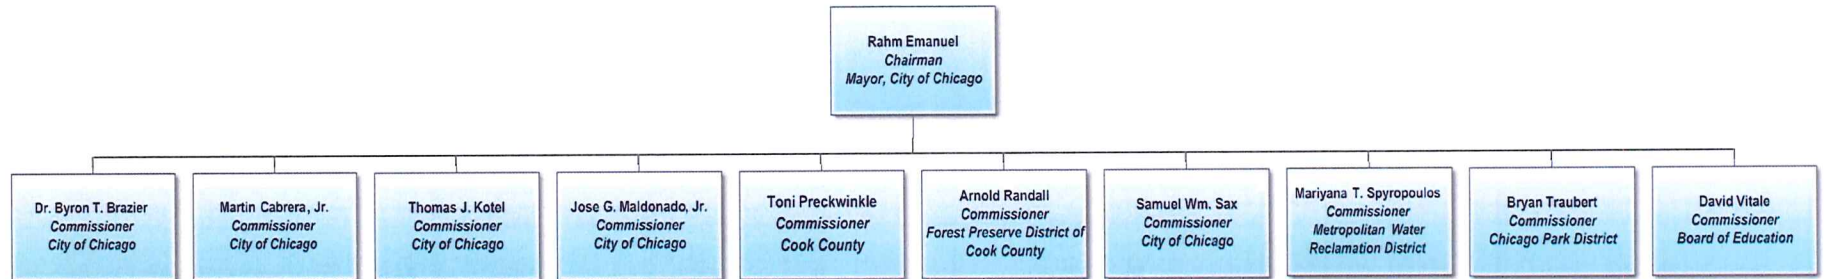 Rahm Emanuel
Chairman
Mayor, City of Chicago
Dr. Byron T. Brazier
Commissioner
City of Chicago
Martin Cabrera, Jr.
Commissioner
City of Chicago
Thomas J. Kotel
Commissioner
City of Chicago
Jose G. Maldonado, Jr.
Commissioner
City of Chicago
Toni Preckwinkle
Commissioner
Cook County
Arnold Randall
Commissioner
Forest Preserve District of
Cook County
Samuel Wm. Sax
Commissioner
City of Chicago
Mariyana T. Spyropoulos
Commissioner
Metropolitan Water
Reclamation District
Bryan Traubert
Commissioner
Chicago Park District
David Vitale
Commissioner
Board of Education